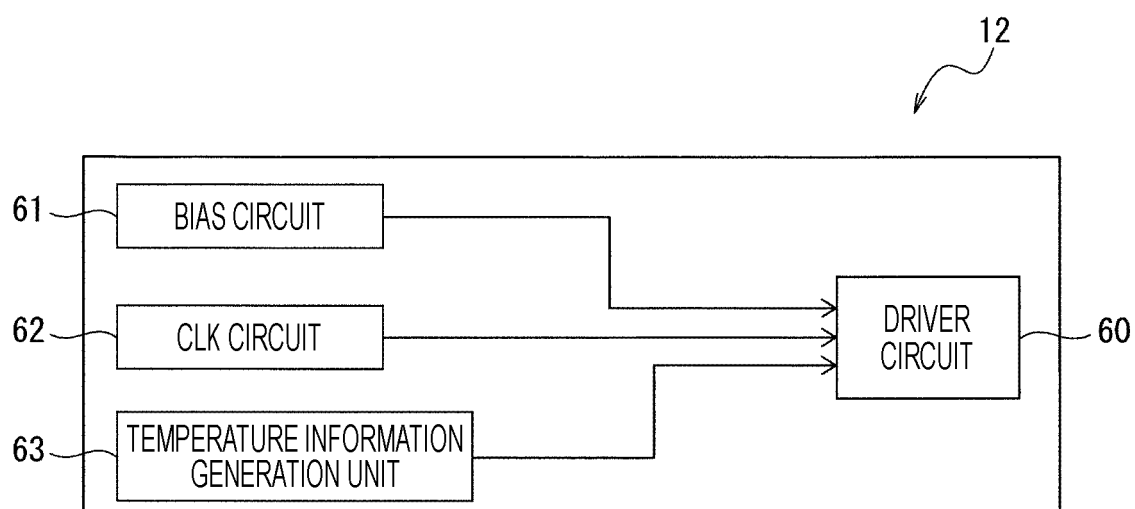 12
61
BIAS CIRCUIT
62
CLK CIRCUIT
DRIVER
CIRCUIT
60
63
TEMPERATURE INFORMATION
GENERATION UNIT